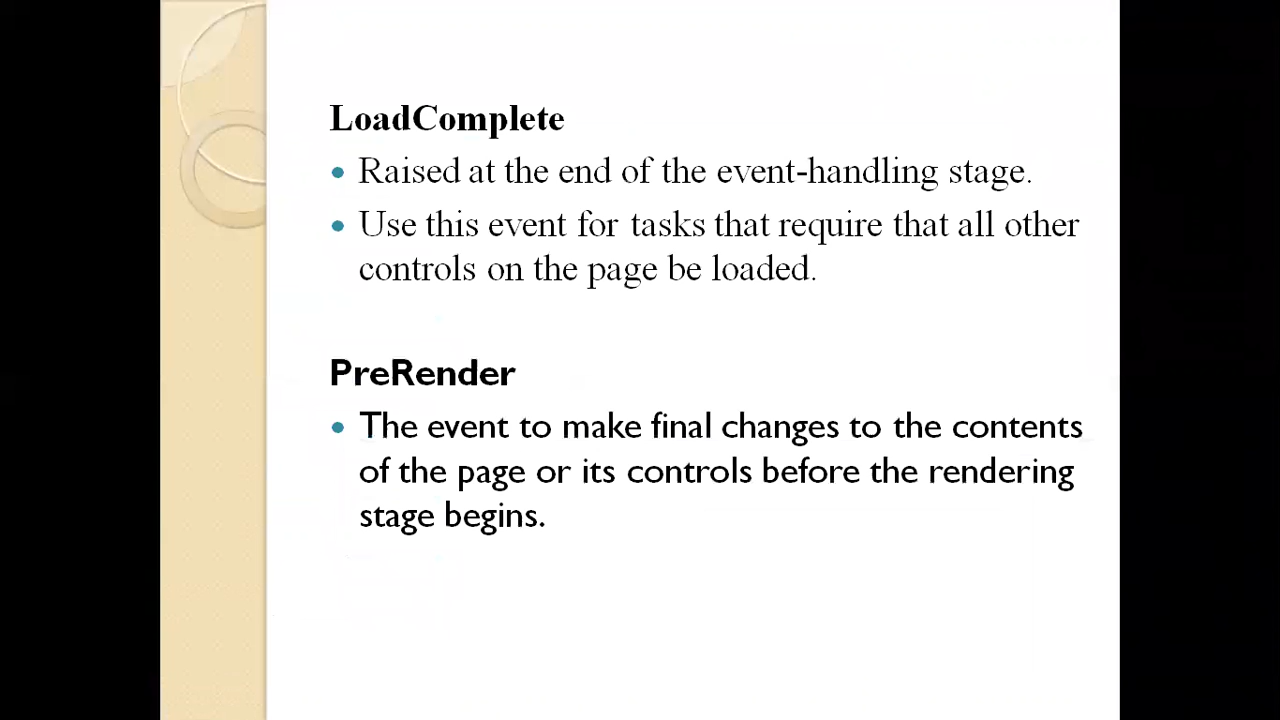 LoadComplete
• Raised at the end of the event-handling stage.
• Use this event for tasks that require that all other
controls on the page be loaded.
PreRender
• The event to make final changes to the contents
of the page or its controls before the rendering
stage begins.